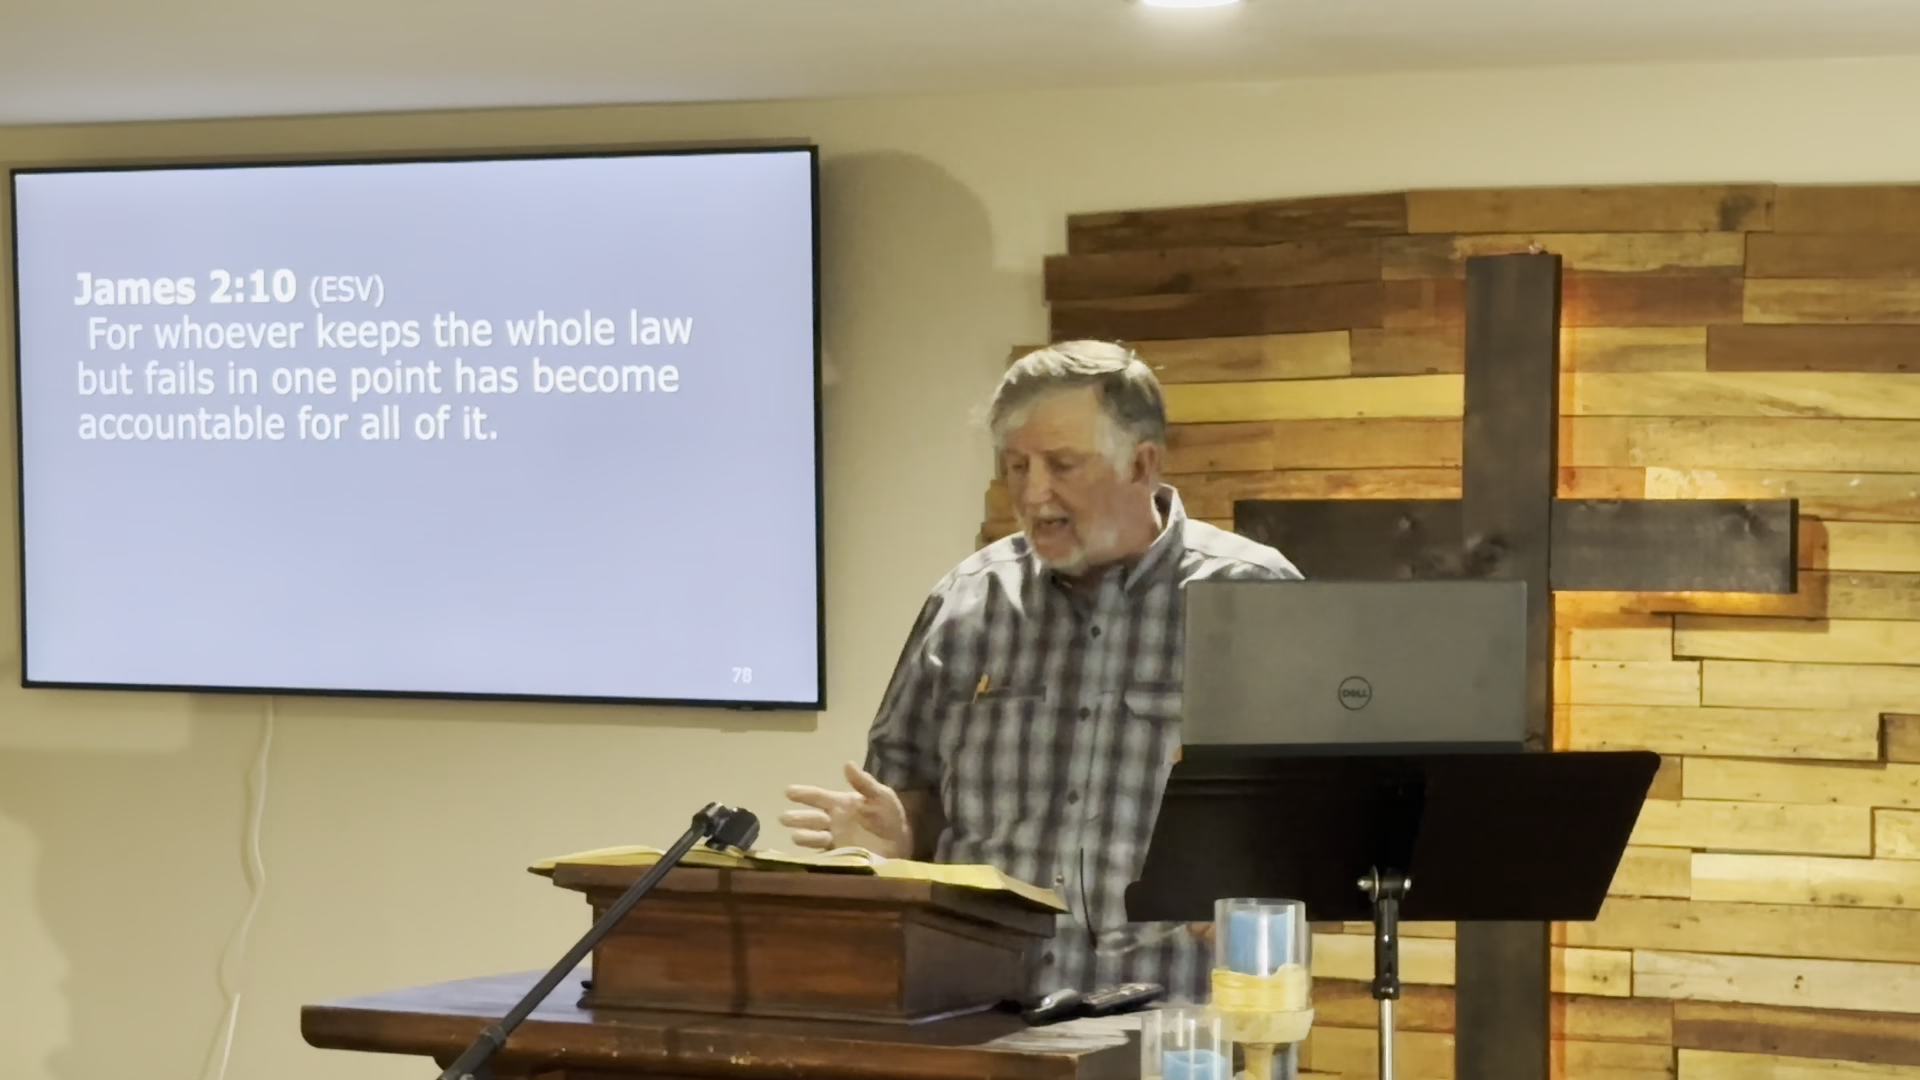 James 2:10 (ESV)
For whoever keeps the whole law
but fails in one point has become
accountable for all of it.
78
DELL